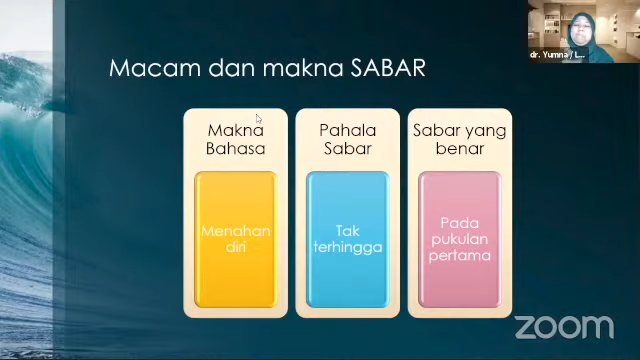 dr. Yumna / L...
Macam dan makna SABAR
Makna
Bahasa
Menahan
diri
Pahala
Sabar
Tak
terhingga
Sabar yang
benar
Pada
pukulan
pertama
zoom